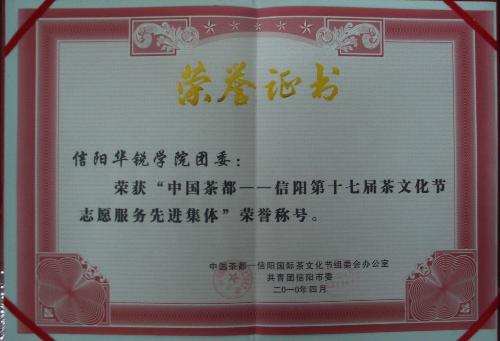 荣誉证书
信阳华锐学院团委：
荣获“中国茶都——信阳第十七届茶文化节
志愿服务先进集体”荣誉称号。
中国茶都—信阳国际茶文化节组委会办公室
共青团信阳市委
二〇一〇年四月